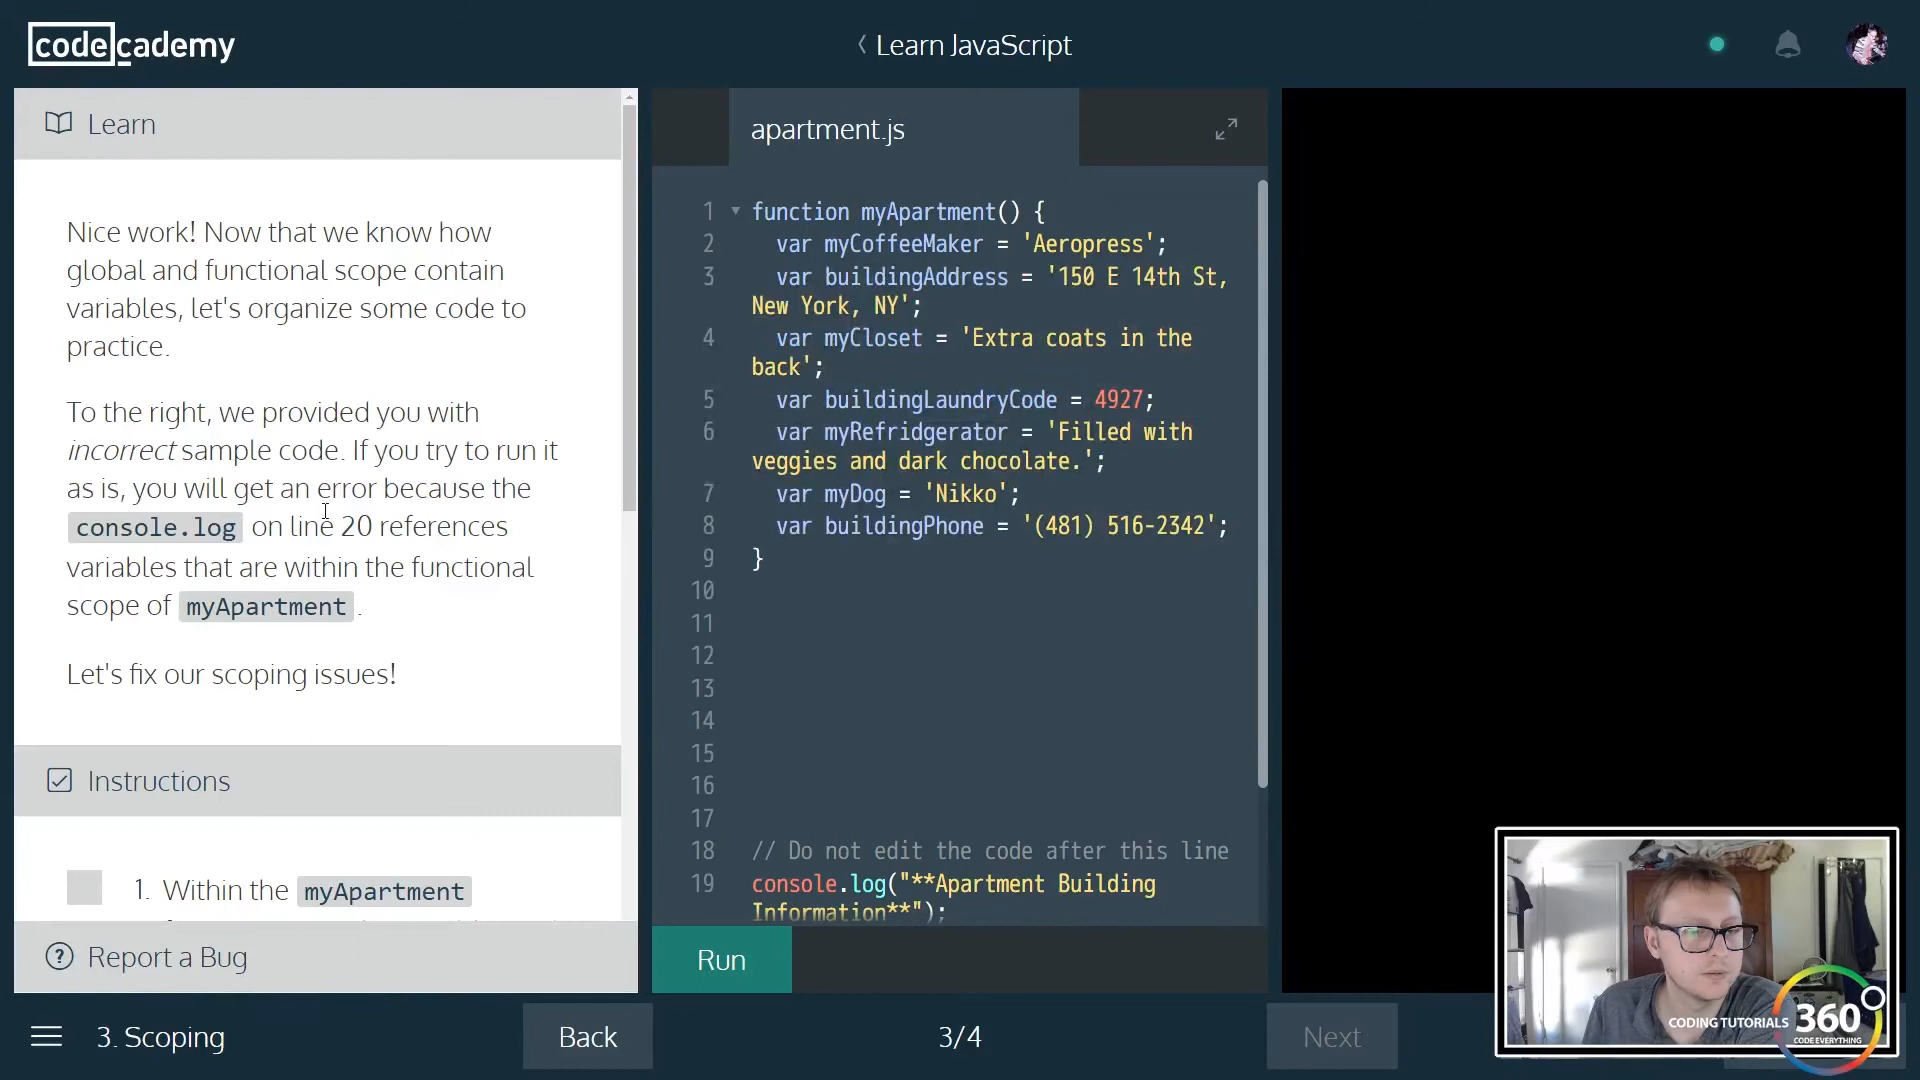 codecademy
Learn JavaScript
Learn
Nice work! Now that we know how
global and functional scope contain
variables, let's organize some code to
practice.
To the right, we provided you with
incorrect sample code. If you try to run it
as is, you will get an error because the
console.log on line 20 references
variables that are within the functional
scope of myApartment .
Let's fix our scoping issues!
Instructions
1. Within the myApartment
Report a Bug
apartment.js
1 function myApartment() {
2 var myCoffeeMaker = 'Aeropress';
3 var buildingAddress = '150 E 14th St,
New York, NY';
4 var myCloset = 'Extra coats in the
back';
5 var buildingLaundryCode = 4927;
6 var myRefridgerator = 'Filled with
veggies and dark chocolate.';
7 var myDog = 'Nikko';
8 var buildingPhone = '(481) 516-2342';
9 }
10
11
12
13
14
15
16
17
18 // Do not edit the code after this line
19 console.log("**Apartment Building
Information**");
Run
3. Scoping
Back
3/4
Next
CODING TUTORIALS 360
CODE EVERYTHING